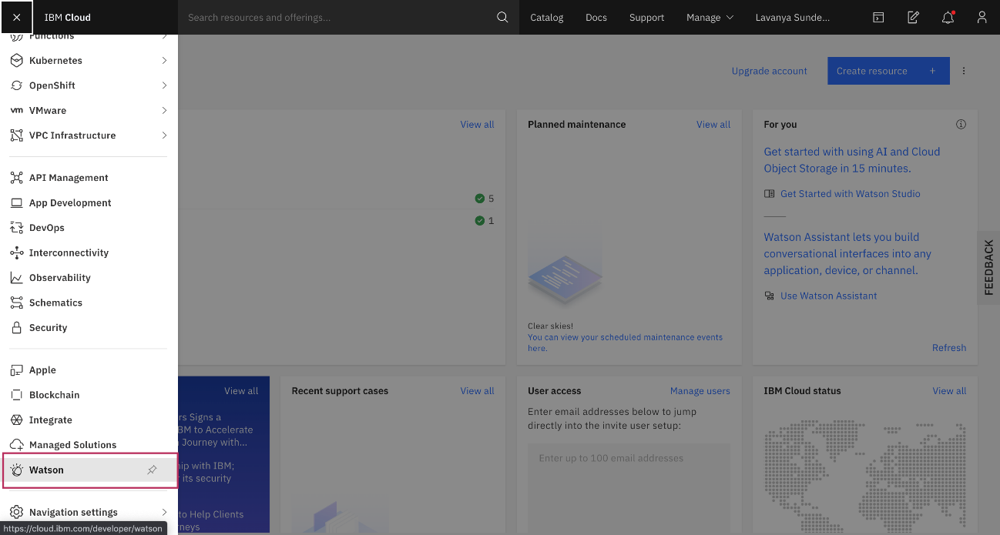 IBM Cloud
Search resources and offerings...
Catalog
Docs
Support
Manage
Lavanya Sunde...
Functions
Kubernetes
OpenShift
vm VMware
VPC Infrastructure
API Management
App Development
DevOps
Interconnectivity
Observability
Schematics
Security
Apple
Blockchain
Integrate
Managed Solutions
Watson
Navigation settings
https://cloud.ibm.com/developer/watson
Upgrade account
Create resource +
View all
5
1
Planned maintenance
View all
Clear skies!
You can view your scheduled maintenance events
here.
For you
Get started with using AI and Cloud
Object Storage in 15 minutes.
Get Started with Watson Studio
Watson Assistant lets you build
conversational interfaces into any
application, device, or channel.
Use Watson Assistant
Refresh
FEEDBACK
View all
rs Signs a
BM to Accelerate
Journey with...
ip with IBM;
r its security
to Help Clients
rneys
Recent support cases
View all
User access
Manage users
Enter email addresses below to jump
directly into the invite user setup:
Enter up to 100 email addresses
IBM Cloud status
View all